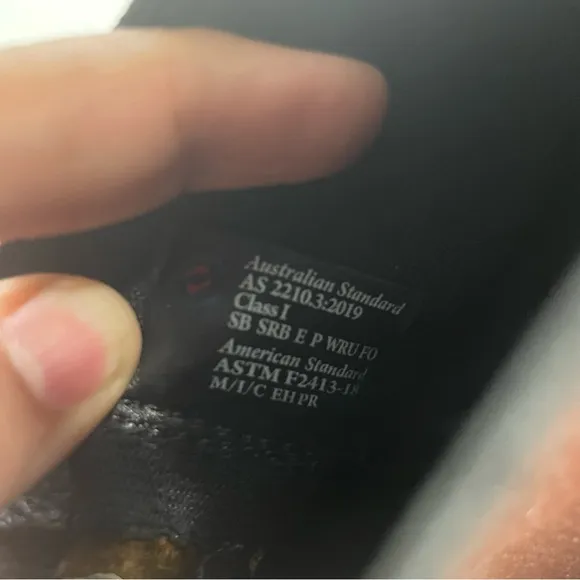 Australian Standard
AS 2210.3:2019
Class I
SB SRB E P WRU FO
American Standard
ASTM F2413-18
M/I/C EH PR